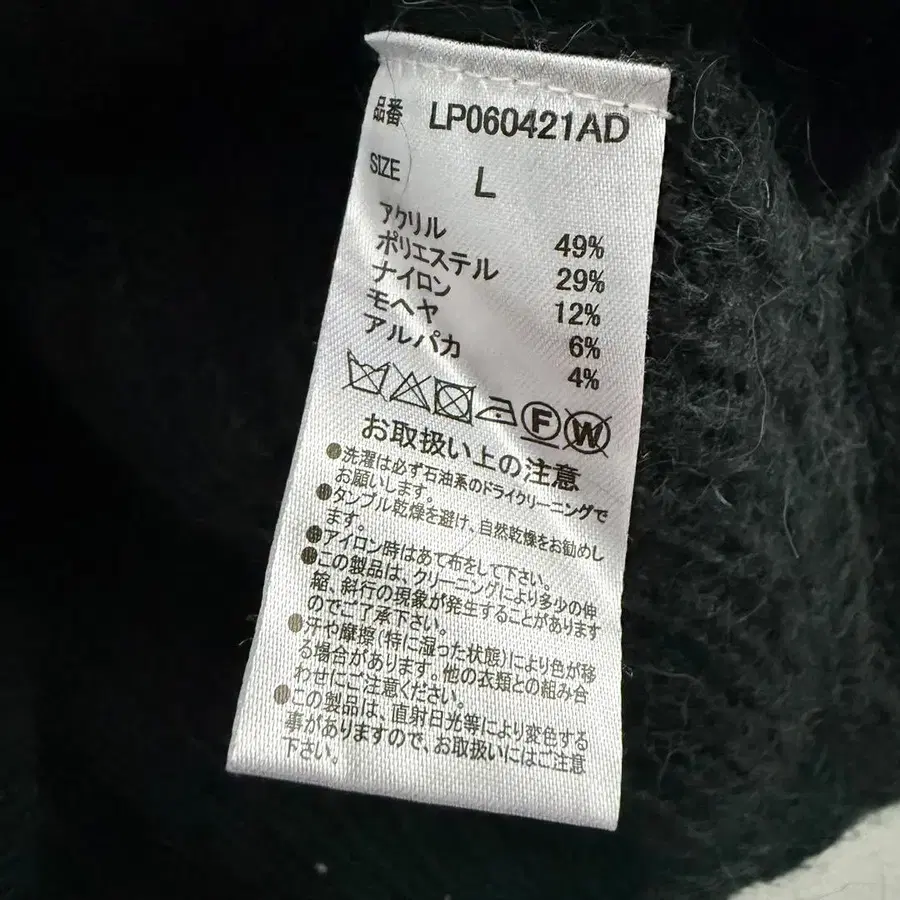 品番 LP060421AD
SIZE L
アクリル 49%
ポリエステル 29%
ナイロン 12%
モヘヤ 6%
アルパカ 4%
F W
お取扱い上の注意
●洗濯は必ず石油系のドライクリーニングで
お願いします。
●タンブル乾燥を避け、自然乾燥をお勧めし
ます。
●アイロン時はあて布をして下さい。
●この製品は、クリーニングにより多少の伸
縮、斜行の現象が発生することがあります
のでご了承下さい。
●汗や摩擦(特に湿った状態)により色が移
る場合があります。他の衣類との組み合
わせにご注意ください。
●この製品は、直射日光等により変色する
事がありますので、お取扱いにはご注意
下さい。